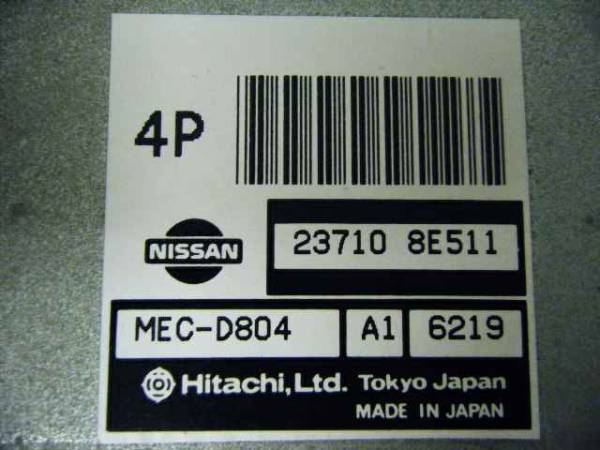 4P
NISSAN
23710 8E511
MEC-D804 A1 6219
Hitachi, Ltd. Tokyo Japan
MADE IN JAPAN